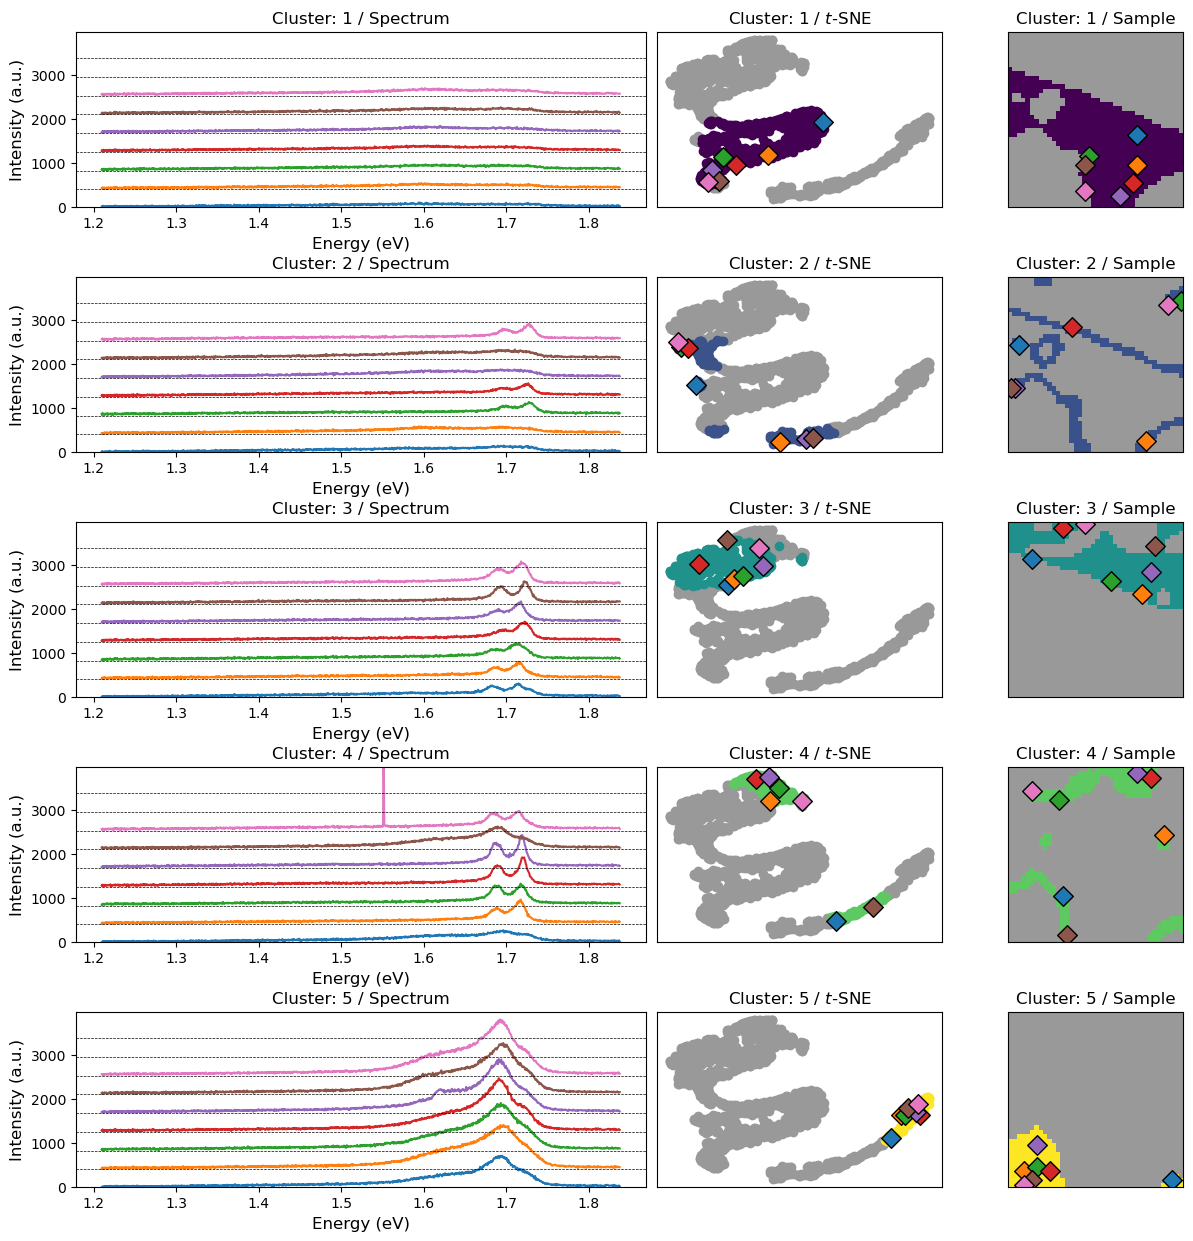 Cluster: 1 / Spectrum
Cluster: 1 / t-SNE
Cluster: 1 / Sample
Intensity (a.u.)
3000
2000
1000
0
1.2 1.3 1.4 1.5 1.6 1.7 1.8
Energy (eV)
Cluster: 2 / Spectrum
Cluster: 2 / t-SNE
Cluster: 2 / Sample
Intensity (a.u.)
3000
2000
1000
0
1.2 1.3 1.4 1.5 1.6 1.7 1.8
Energy (eV)
Cluster: 3 / Spectrum
Cluster: 3 / t-SNE
Cluster: 3 / Sample
Intensity (a.u.)
3000
2000
1000
0
1.2 1.3 1.4 1.5 1.6 1.7 1.8
Energy (eV)
Cluster: 4 / Spectrum
Cluster: 4 / t-SNE
Cluster: 4 / Sample
Intensity (a.u.)
3000
2000
1000
0
1.2 1.3 1.4 1.5 1.6 1.7 1.8
Energy (eV)
Cluster: 5 / Spectrum
Cluster: 5 / t-SNE
Cluster: 5 / Sample
Intensity (a.u.)
3000
2000
1000
0
1.2 1.3 1.4 1.5 1.6 1.7 1.8
Energy (eV)